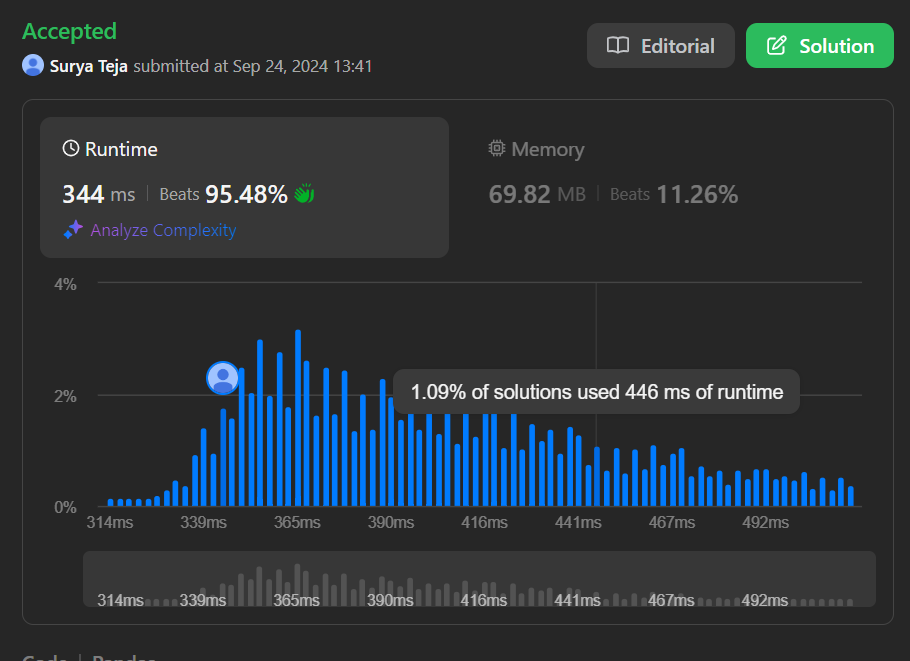 Accepted
Editorial
Solution
Surya Teja submitted at Sep 24, 2024 13:41
Runtime
Memory
344 ms | Beats 95.48%
69.82 MB | Beats 11.26%
Analyze Complexity
4%
1.09% of solutions used 446 ms of runtime
2%
0%
314ms 339ms 365ms 390ms 416ms 441ms 467ms 492ms
314ms 339ms 365ms 390ms 416ms 441ms 467ms 492ms
Code | Pandas